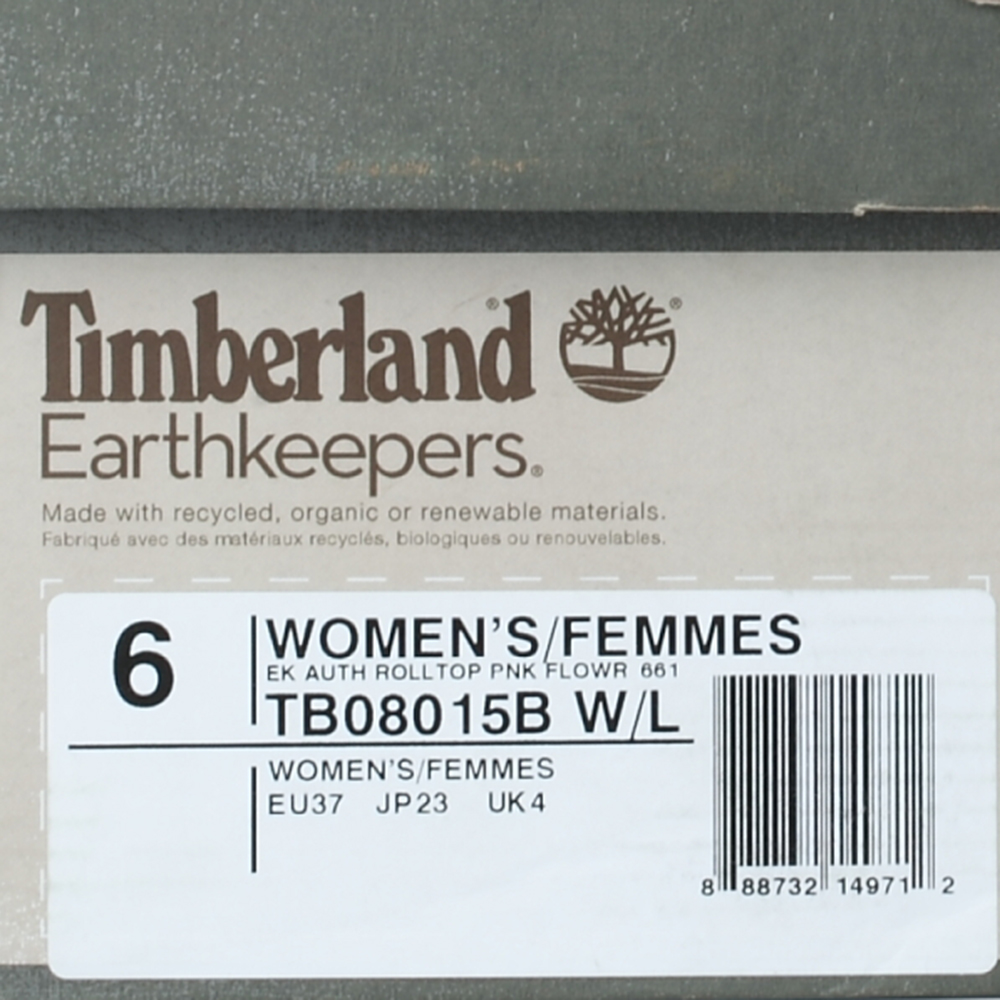 Timberland®
Earthkeepers®
Made with recycled, organic or renewable materials.
Fabriqué avec des matériaux recyclés, biologiques ou renouvelables.
6
WOMEN'S/FEMMES
EK AUTH ROLLTOP PNK FLOWR 661
TB08015B W/L
WOMEN'S/FEMMES
EU37 JP23 UK4
8 88732 14971 2